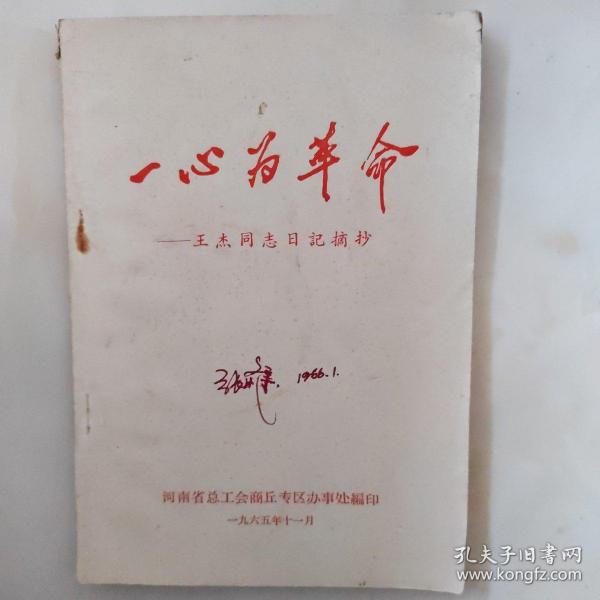 一心为革命
——王杰同志日記摘抄
张 1966.1.
河南省总工会商丘专区办事处編印
一九六五年十一月
孔夫子旧书网
www.kongfz.com